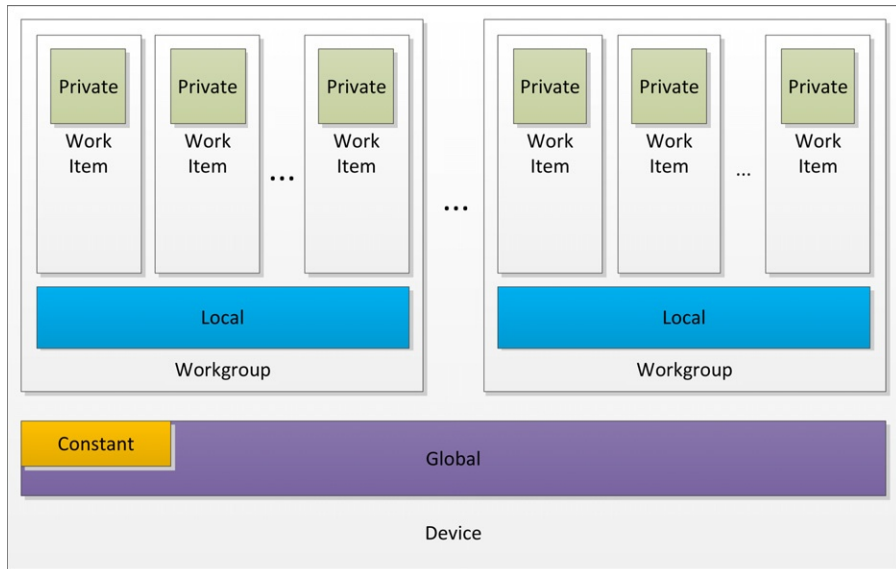 Private Private Private Private Private Private
Work Work Work Work Work Work
Item Item ... Item Item Item ... Item
...
Local Local
Workgroup Workgroup
Constant
Global
Device